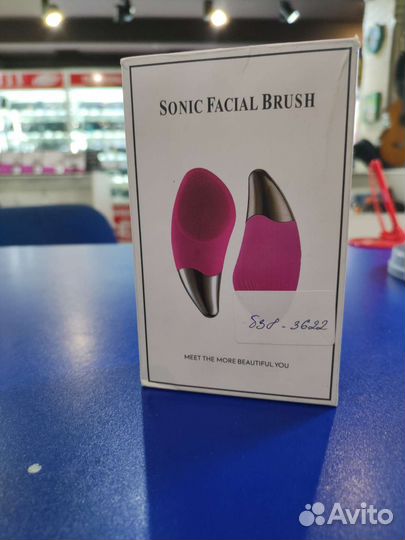 SONIC FACIAL BRUSH
838 - 3622
MEET THE MORE BEAUTIFUL YOU
Avito